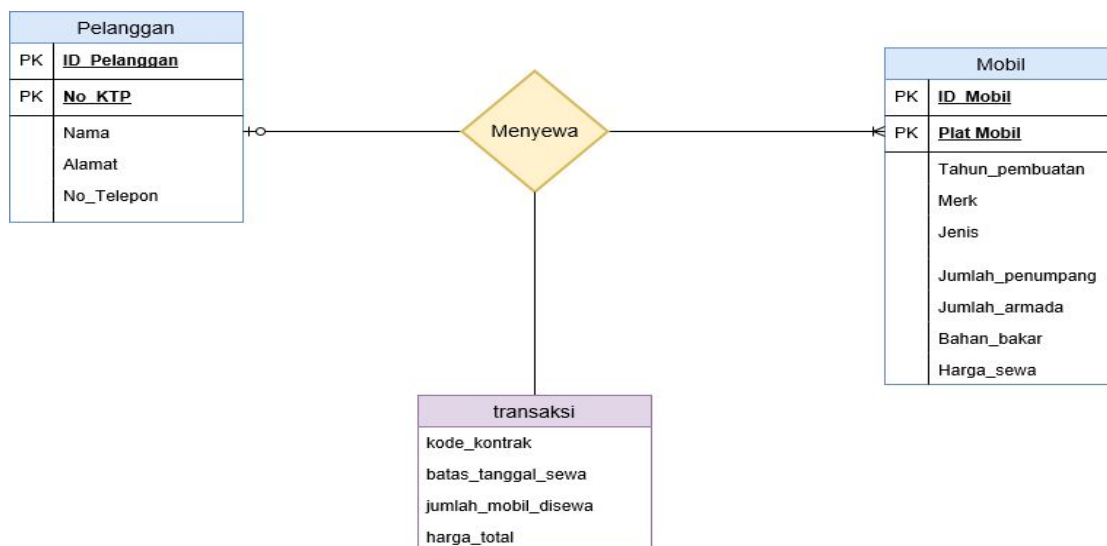 Pelanggan
PK ID_Pelanggan
PK No_KTP
Nama
Alamat
No_Telepon
Menyewa
Mobil
PK ID_Mobil
PK Plat Mobil
Tahun_pembuatan
Merk
Jenis
Jumlah_penumpang
Jumlah_armada
Bahan_bakar
Harga_sewa
transaksi
kode_kontrak
batas_tanggal_sewa
jumlah_mobil_disewa
harga_total